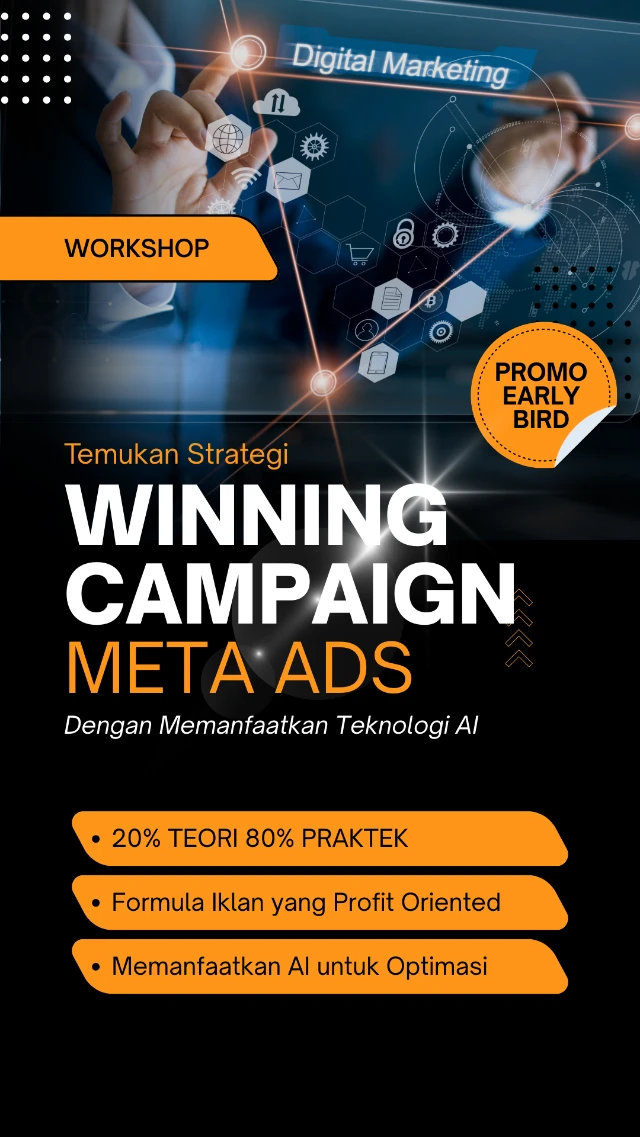 Digital Marketing
WORKSHOP
PROMO
EARLY
BIRD
Temukan Strategi
WINNING
CAMPAIGN
META ADS
Dengan Memanfaatkan Teknologi AI
• 20% TEORI 80% PRAKTEK
• Formula Iklan yang Profit Oriented
• Memanfaatkan AI untuk Optimasi